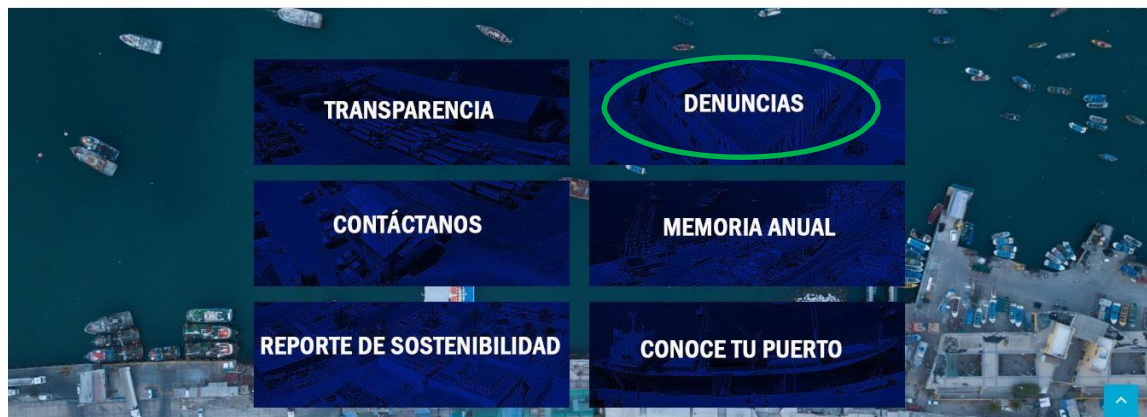 TRANSPARENCIA
DENUNCIAS
CONTÁCTANOS
MEMORIA ANUAL
REPORTE DE SOSTENIBILIDAD
CONOCE TU PUERTO